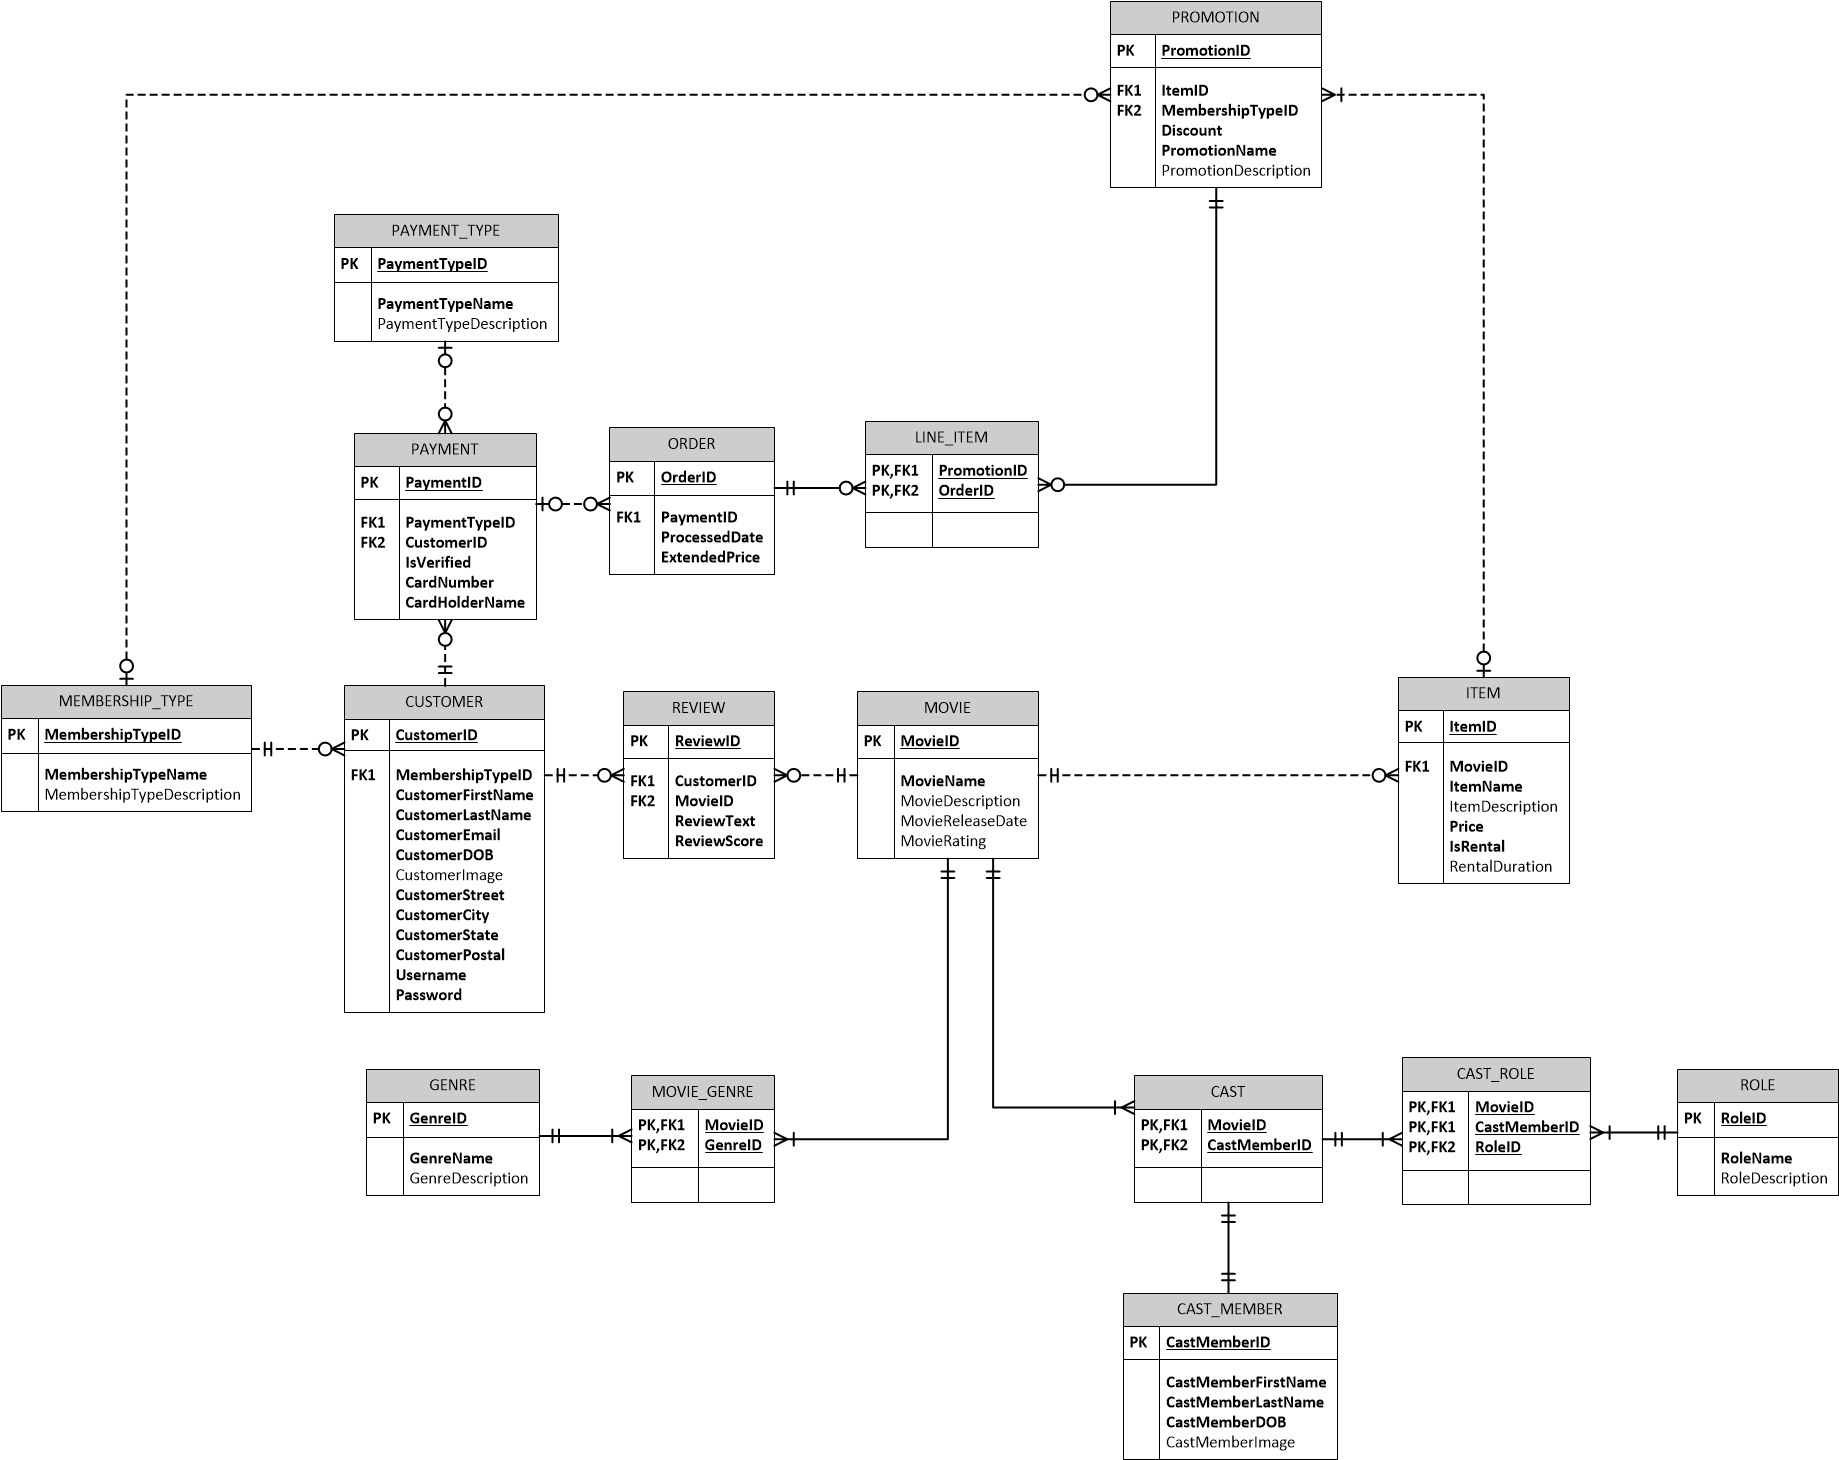 PROMOTION
PK PromotionID
FK1 ItemID
FK2 MembershipTypeID
Discount
PromotionName
PromotionDescription
PAYMENT_TYPE
PK PaymentTypeID
PaymentTypeName
PaymentTypeDescription
PAYMENT
PK PaymentID
FK1 PaymentTypeID
FK2 CustomerID
IsVerified
CardNumber
CardHolderName
ORDER
PK OrderID
FK1 PaymentID
ProcessedDate
ExtendedPrice
LINE_ITEM
PK,FK1 PromotionID
PK,FK2 OrderID
MEMBERSHIP_TYPE
PK MembershipTypeID
MembershipTypeName
MembershipTypeDescription
CUSTOMER
PK CustomerID
FK1 MembershipTypeID
CustomerFirstName
CustomerLastName
CustomerEmail
CustomerDOB
CustomerImage
CustomerStreet
CustomerCity
CustomerState
CustomerPostal
Username
Password
REVIEW
PK ReviewID
FK1 CustomerID
FK2 MovieID
ReviewText
ReviewScore
MOVIE
PK MovieID
MovieName
MovieDescription
MovieReleaseDate
MovieRating
ITEM
PK ItemID
FK1 MovieID
ItemName
ItemDescription
Price
IsRental
RentalDuration
GENRE
PK GenreID
GenreName
GenreDescription
MOVIE_GENRE
PK,FK1 MovieID
PK,FK2 GenreID
CAST
PK,FK1 MovieID
PK,FK2 CastMemberID
CAST_ROLE
PK,FK1 MovieID
PK,FK1 CastMemberID
PK,FK2 RoleID
ROLE
PK RoleID
RoleName
RoleDescription
CAST_MEMBER
PK CastMemberID
CastMemberFirstName
CastMemberLastName
CastMemberDOB
CastMemberImage